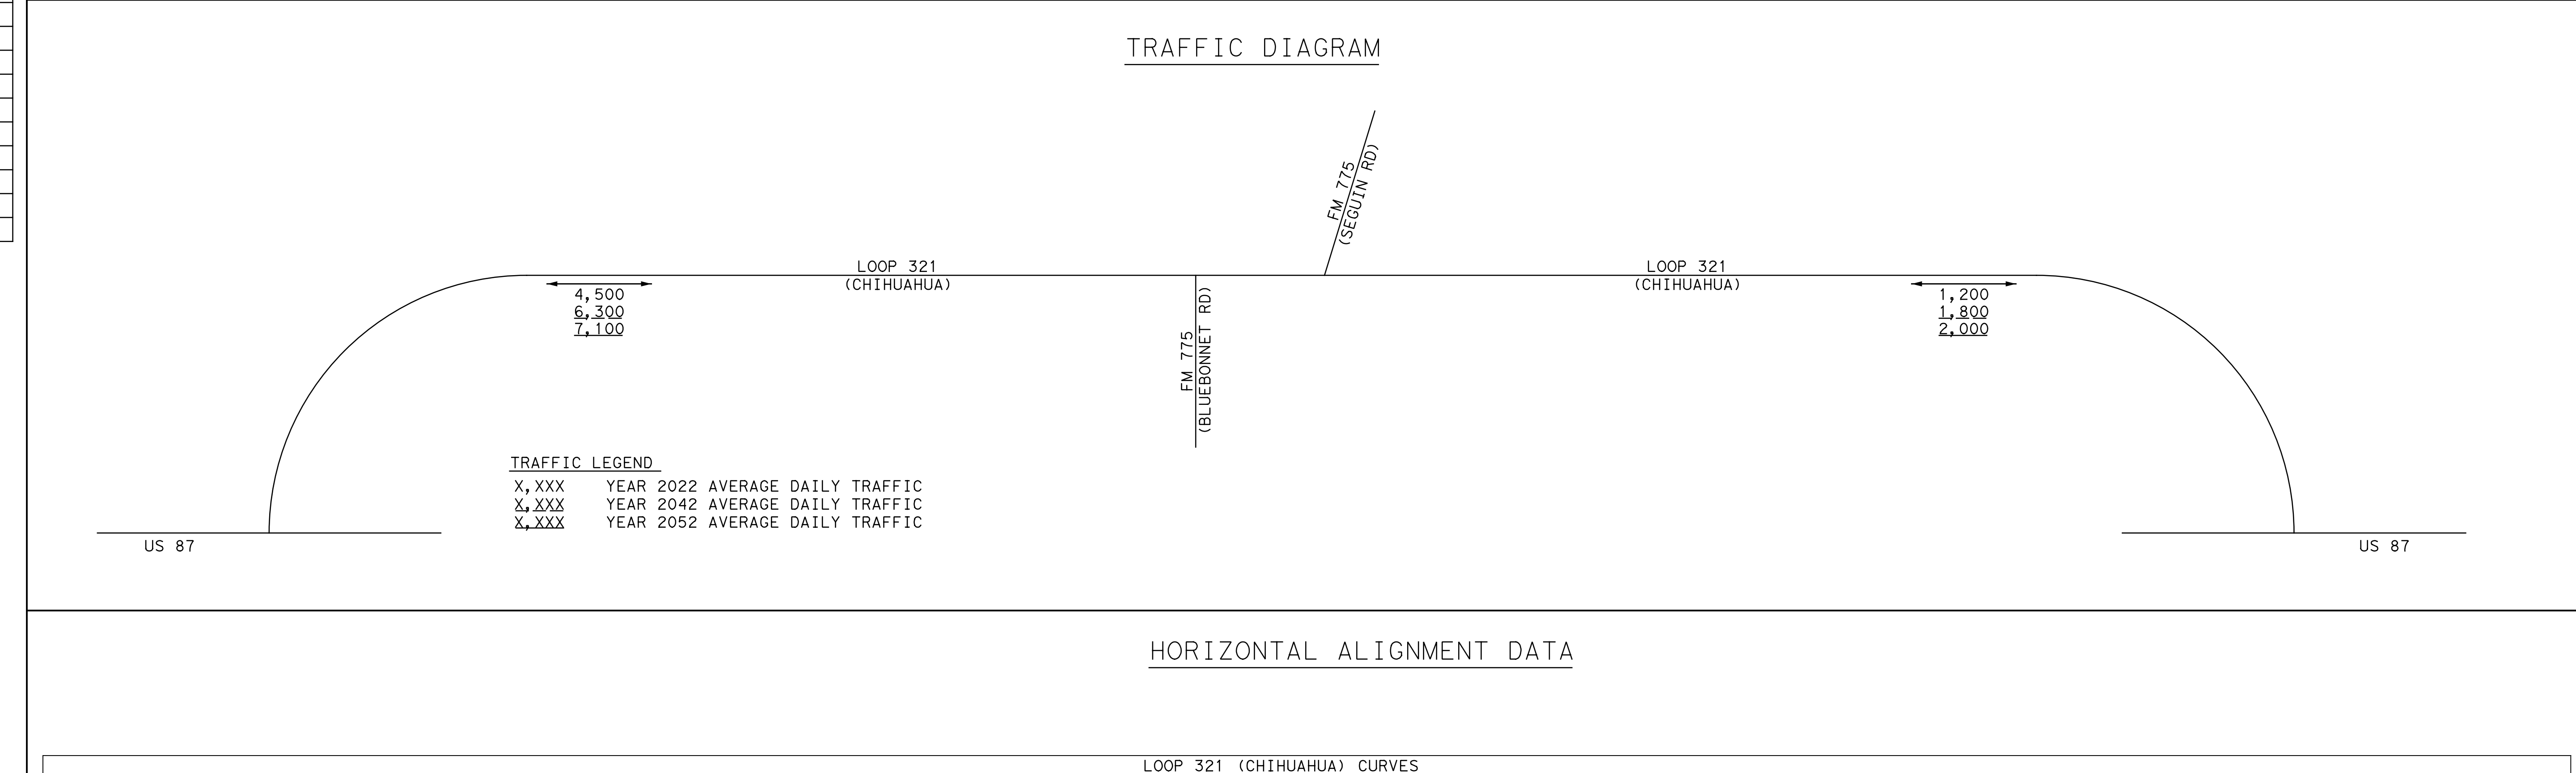 TRAFFIC DIAGRAM
FM 775
(SEGUIN RD)
LOOP 321
(CHIHUAHUA)
LOOP 321
(CHIHUAHUA)
4,500
6,300
7,100
1,200
1,800
2,000
FM 775
(BLUEBONNET RD)
TRAFFIC LEGEND
X,XXX YEAR 2022 AVERAGE DAILY TRAFFIC
X,XXX YEAR 2042 AVERAGE DAILY TRAFFIC
X,XXX YEAR 2052 AVERAGE DAILY TRAFFIC
US 87
US 87
HORIZONTAL ALIGNMENT DATA
LOOP 321 (CHIHUAHUA) CURVES